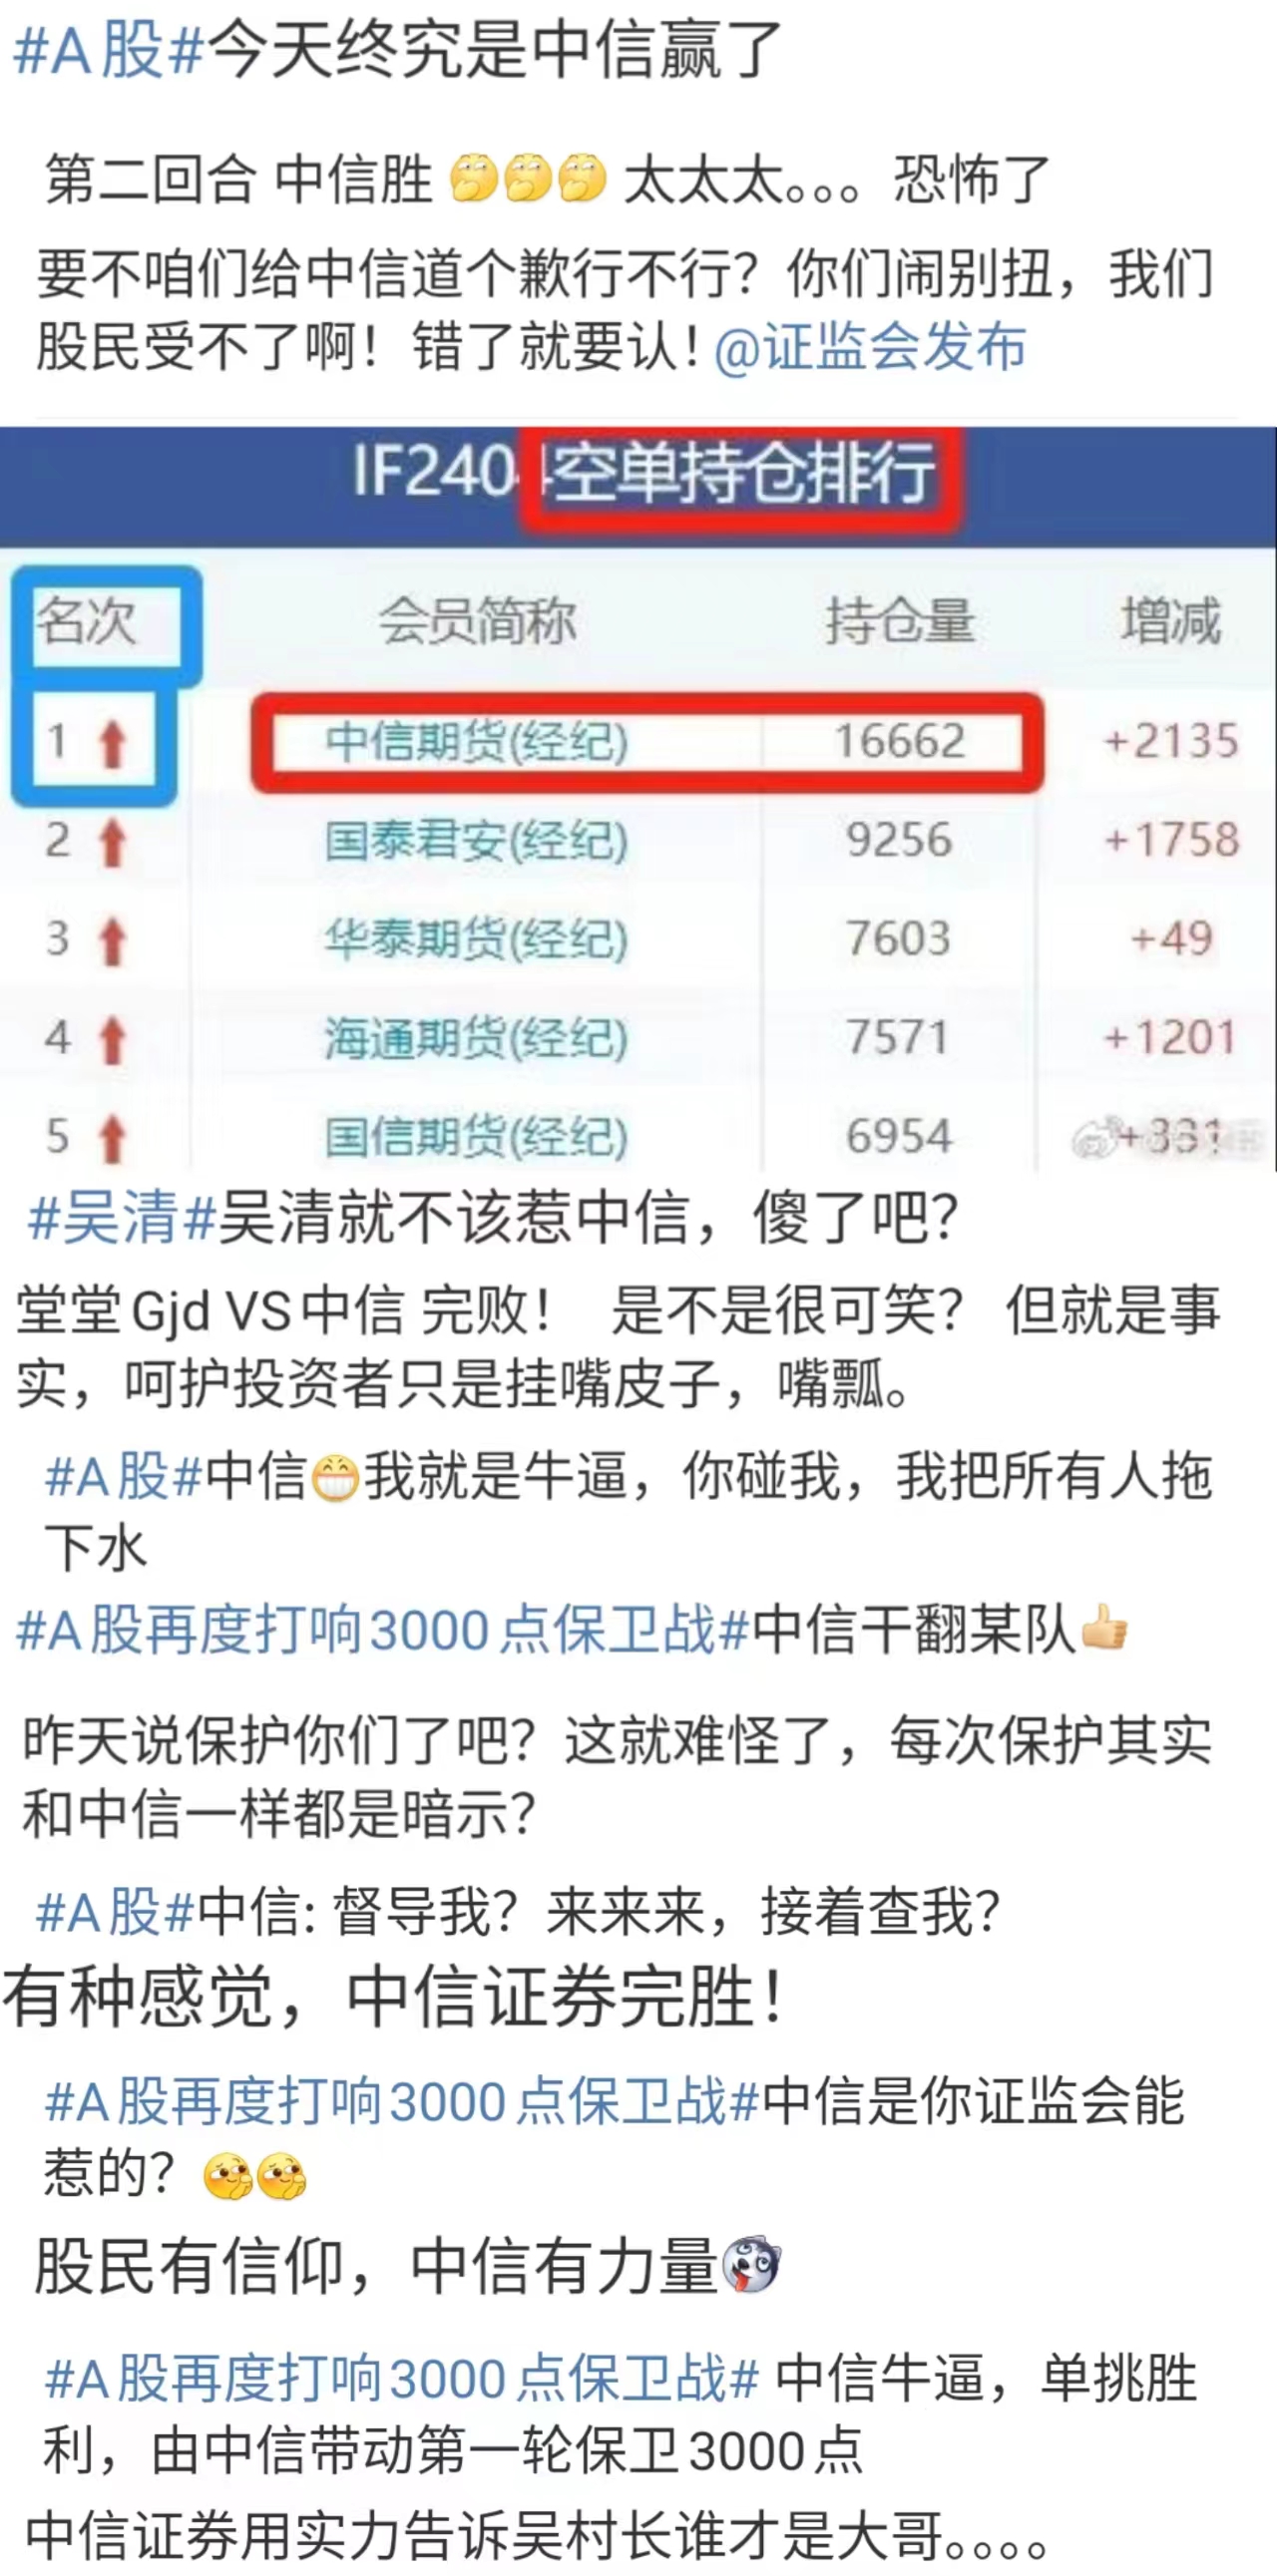 #A股#今天终究是中信赢了
第二回合 中信胜 太太太。。。恐怖了
要不咱们给中信道个歉行不行？你们闹别扭，我们
股民受不了啊！错了就要认！@证监会发布
IF2404空单持仓排行
名次 会员简称 持仓量 增减
1 中信期货(经纪) 16662 +2135
2 国泰君安(经纪) 9256 +1758
3 华泰期货(经纪) 7603 +49
4 海通期货(经纪) 7571 +1201
5 国信期货(经纪) 6954 +331
#吴清#吴清就不该惹中信，傻了吧？
堂堂Gjd VS中信 完败！ 是不是很可笑？ 但就是事
实，呵护投资者只是挂嘴皮子，嘴瓢。
#A股#中信我就是牛逼，你碰我，我把所有人拖
下水
#A股再度打响3000点保卫战#中信干翻某队
昨天说保护你们了吧？这就难怪了，每次保护其实
和中信一样都是暗示？
#A股#中信: 督导我？来来来，接着查我？
有种感觉，中信证券完胜！
#A股再度打响3000点保卫战#中信是你证监会能
惹的？
股民有信仰，中信有力量
#A股再度打响3000点保卫战# 中信牛逼，单挑胜
利，由中信带动第一轮保卫3000点
中信证券用实力告诉吴村长谁才是大哥。。。。